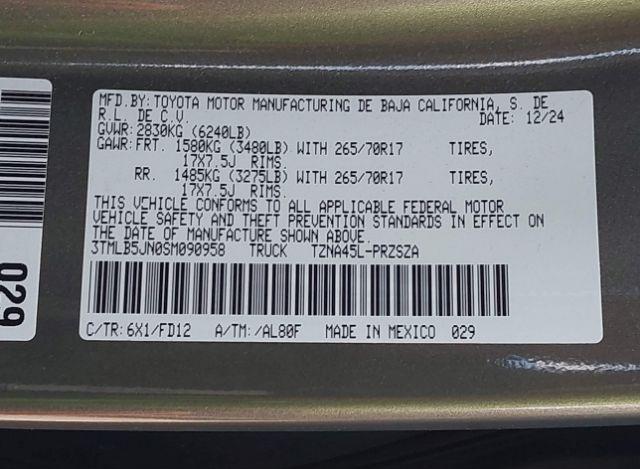 MFD.BY: TOYOTA MOTOR MANUFACTURING DE BAJA CALIFORNIA, S. DE
R.L. DE C.V. DATE: 12/24
GVWR: 2830KG (6240LB)
GAWR: FRT. 1580KG (3480LB) WITH 265/70R17 TIRES,
17X7.5J RIMS.
RR. 1485KG (3275LB) WITH 265/70R17 TIRES,
17X7.5J RIMS.
THIS VEHICLE CONFORMS TO ALL APPLICABLE FEDERAL MOTOR
VEHICLE SAFETY AND THEFT PREVENTION STANDARDS IN EFFECT ON
THE DATE OF MANUFACTURE SHOWN ABOVE.
3TMLB5JN0SM090958 TRUCK TZNA45L-PRZSZA
C/TR: 6X1/FD12 A/TM: /AL80F MADE IN MEXICO 029
029